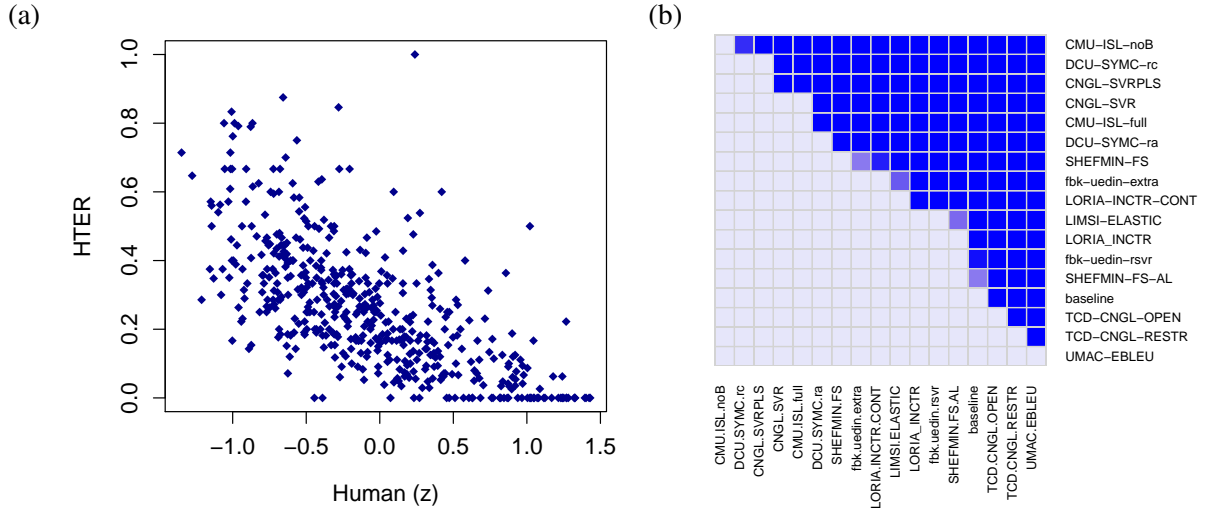 (a)
1.0
0.8
0.6
0.4
0.2
0.0
HTER
−1.0 −0.5 0.0 0.5 1.0 1.5
Human (z)
(b)
CMU−ISL−noB
DCU−SYMC−rc
CNGL−SVRPLS
CNGL−SVR
CMU−ISL−full
DCU−SYMC−ra
SHEFMIN−FS
fbk−uedin−extra
LORIA−INCTR−CONT
LIMSI−ELASTIC
LORIA_INCTR
fbk−uedin−rsvr
SHEFMIN−FS−AL
baseline
TCD−CNGL−OPEN
TCD−CNGL−RESTR
UMAC−EBLEU
CMU.ISL.noB
DCU.SYMC.rc
CNGL.SVRPLS
CNGL.SVR
CMU.ISL.full
DCU.SYMC.ra
SHEFMIN.FS
fbk.uedin.extra
LORIA.INCTR.CONT
LIMSI.ELASTIC
LORIA_INCTR
fbk.uedin.rsvr
SHEFMIN.FS.AL
baseline
TCD.CNGL.OPEN
TCD.CNGL.RESTR
UMAC.EBLEU